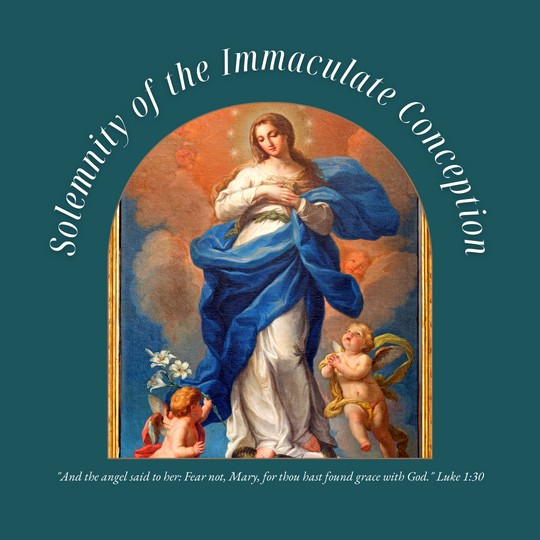 Solemnity of the Immaculate Conception
"And the angel said to her: Fear not, Mary, for thou hast found grace with God." Luke 1:30